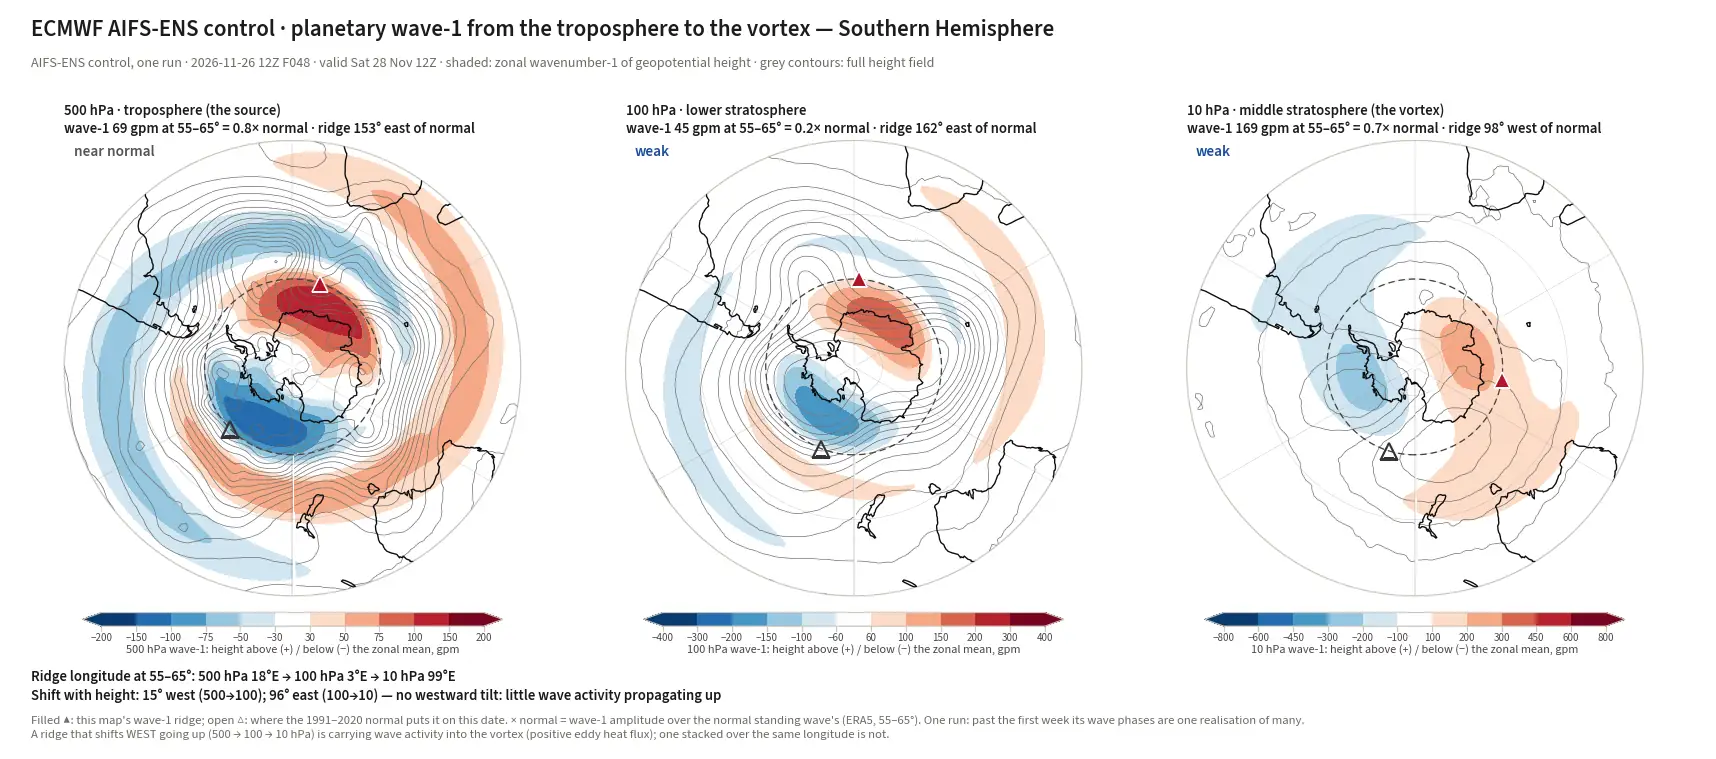 ECMWF AIFS-ENS control · planetary wave-1 from the troposphere to the vortex — Southern Hemisphere
AIFS-ENS control, one run · 2026-11-26 12Z F048 · valid Sat 28 Nov 12Z · shaded: zonal wavenumber-1 of geopotential height · grey contours: full height field
500 hPa · troposphere (the source)
wave-1 69 gpm at 55–65° = 0.8× normal · ridge 153° east of normal
near normal
100 hPa · lower stratosphere
wave-1 45 gpm at 55–65° = 0.2× normal · ridge 162° east of normal
weak
10 hPa · middle stratosphere (the vortex)
wave-1 169 gpm at 55–65° = 0.7× normal · ridge 98° west of normal
weak
−200 −150 −100 −75 −50 −30 30 50 75 100 150 200
500 hPa wave-1: height above (+) / below (−) the zonal mean, gpm
−400 −300 −200 −150 −100 −60 60 100 150 200 300 400
100 hPa wave-1: height above (+) / below (−) the zonal mean, gpm
−800 −600 −450 −300 −200 −100 100 200 300 450 600 800
10 hPa wave-1: height above (+) / below (−) the zonal mean, gpm
Ridge longitude at 55–65°: 500 hPa 18°E → 100 hPa 3°E → 10 hPa 99°E
Shift with height: 15° west (500→100); 96° east (100→10) — no westward tilt: little wave activity propagating up
Filled ▲: this map's wave-1 ridge; open △: where the 1991–2020 normal puts it on this date. × normal = wave-1 amplitude over the normal standing wave's (ERA5, 55–65°). One run: past the first week its wave phases are one realisation of many.
A ridge that shifts WEST going up (500 → 100 → 10 hPa) is carrying wave activity into the vortex (positive eddy heat flux); one stacked over the same longitude is not.